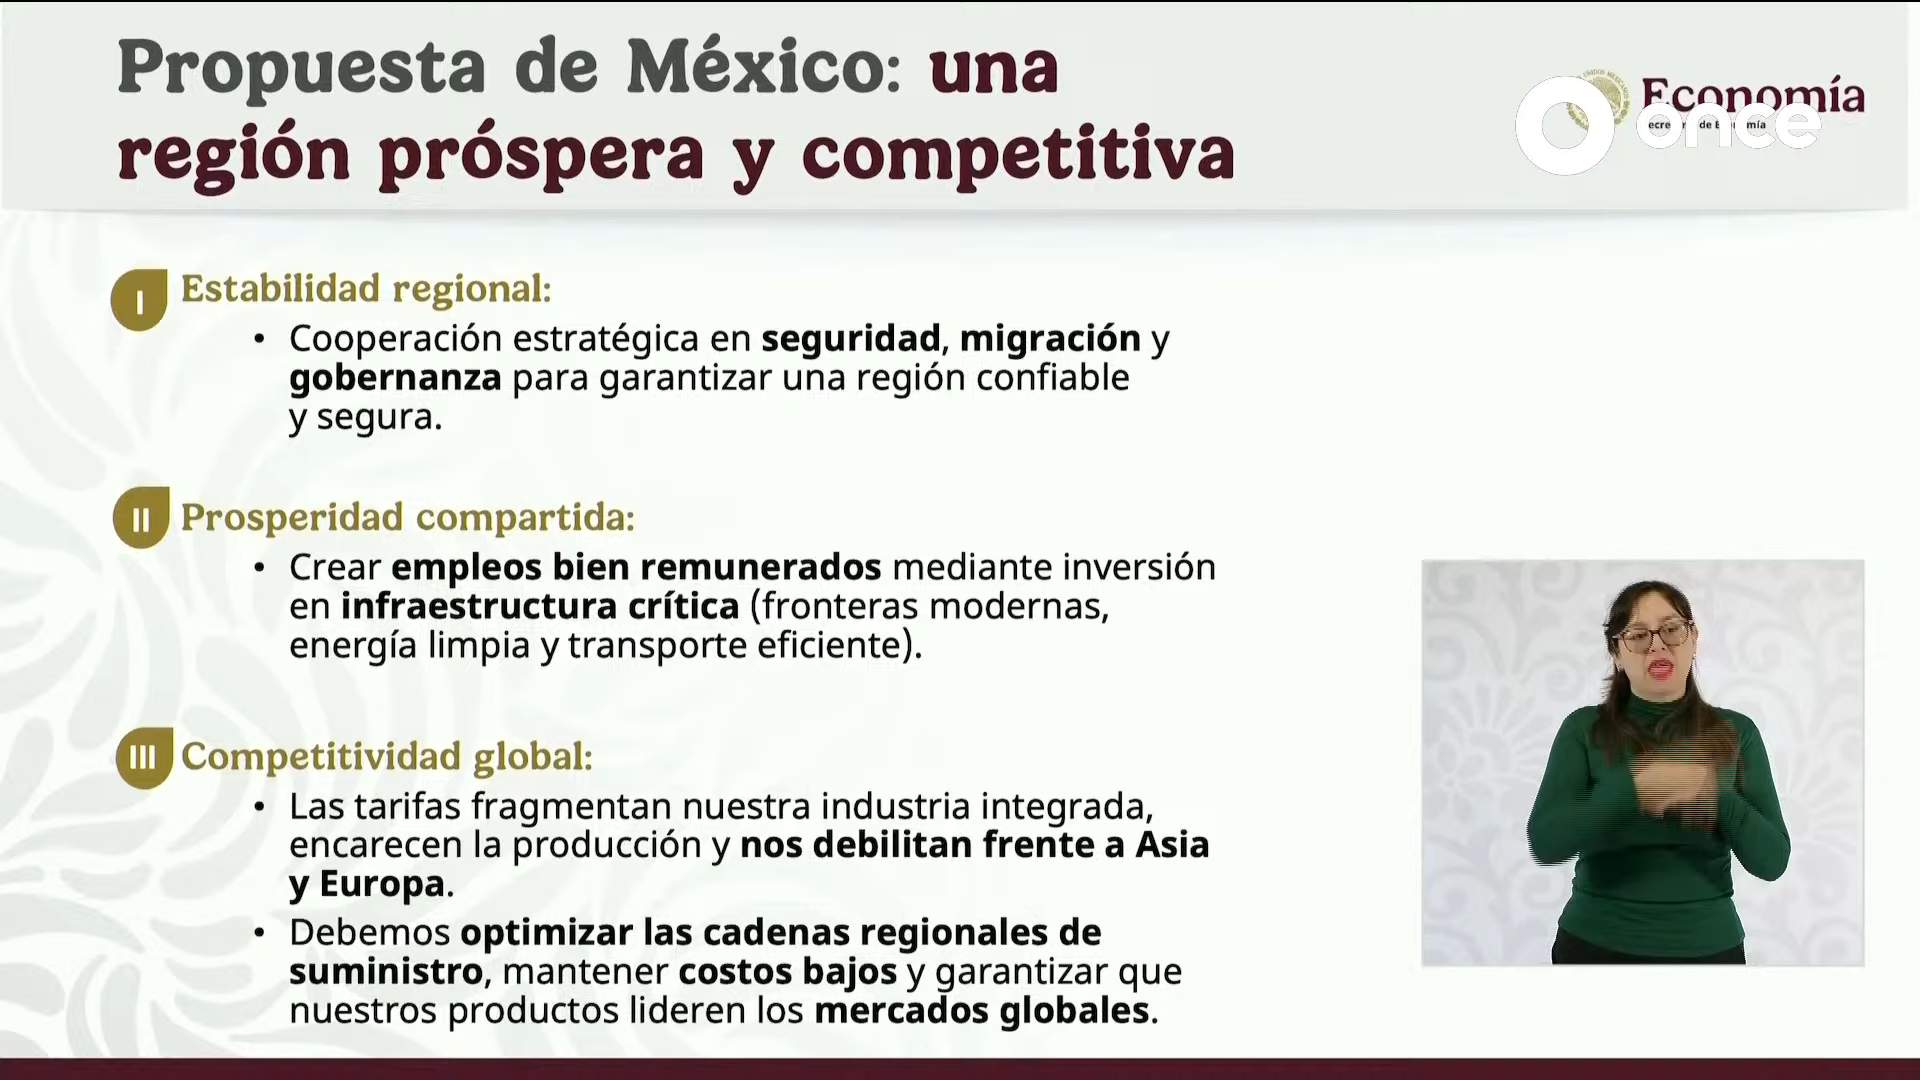 Propuesta de México: una
región próspera y competitiva
Economía
once
I
Estabilidad regional:
• Cooperación estratégica en seguridad, migración y
gobernanza para garantizar una región confiable
y segura.
II
Prosperidad compartida:
• Crear empleos bien remunerados mediante inversión
en infraestructura crítica (fronteras modernas,
energía limpia y transporte eficiente).
III
Competitividad global:
• Las tarifas fragmentan nuestra industria integrada,
encarecen la producción y nos debilitan frente a Asia
y Europa.
• Debemos optimizar las cadenas regionales de
suministro, mantener costos bajos y garantizar que
nuestros productos lideren los mercados globales.